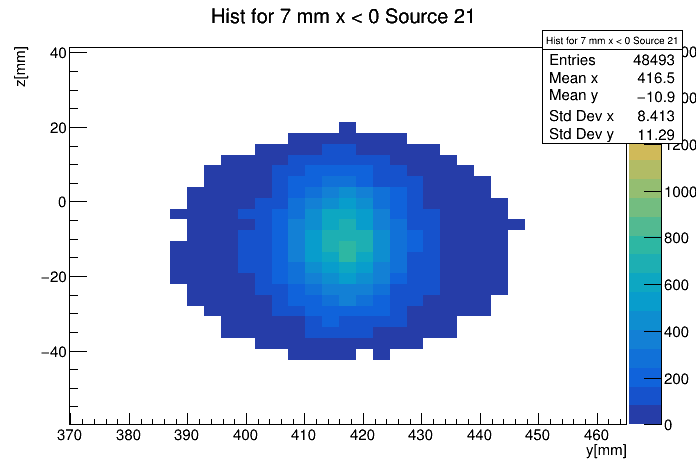 Hist for 7 mm x < 0 Source 21
Hist for 7 mm x < 0 Source 21
Entries 48493
Mean x 416.5
Mean y −10.9
Std Dev x 8.413
Std Dev y 11.29
z[mm]
40
20
0
−20
−40
370 380 390 400 410 420 430 440 450 460
y[mm]
1200
1000
800
600
400
200
0